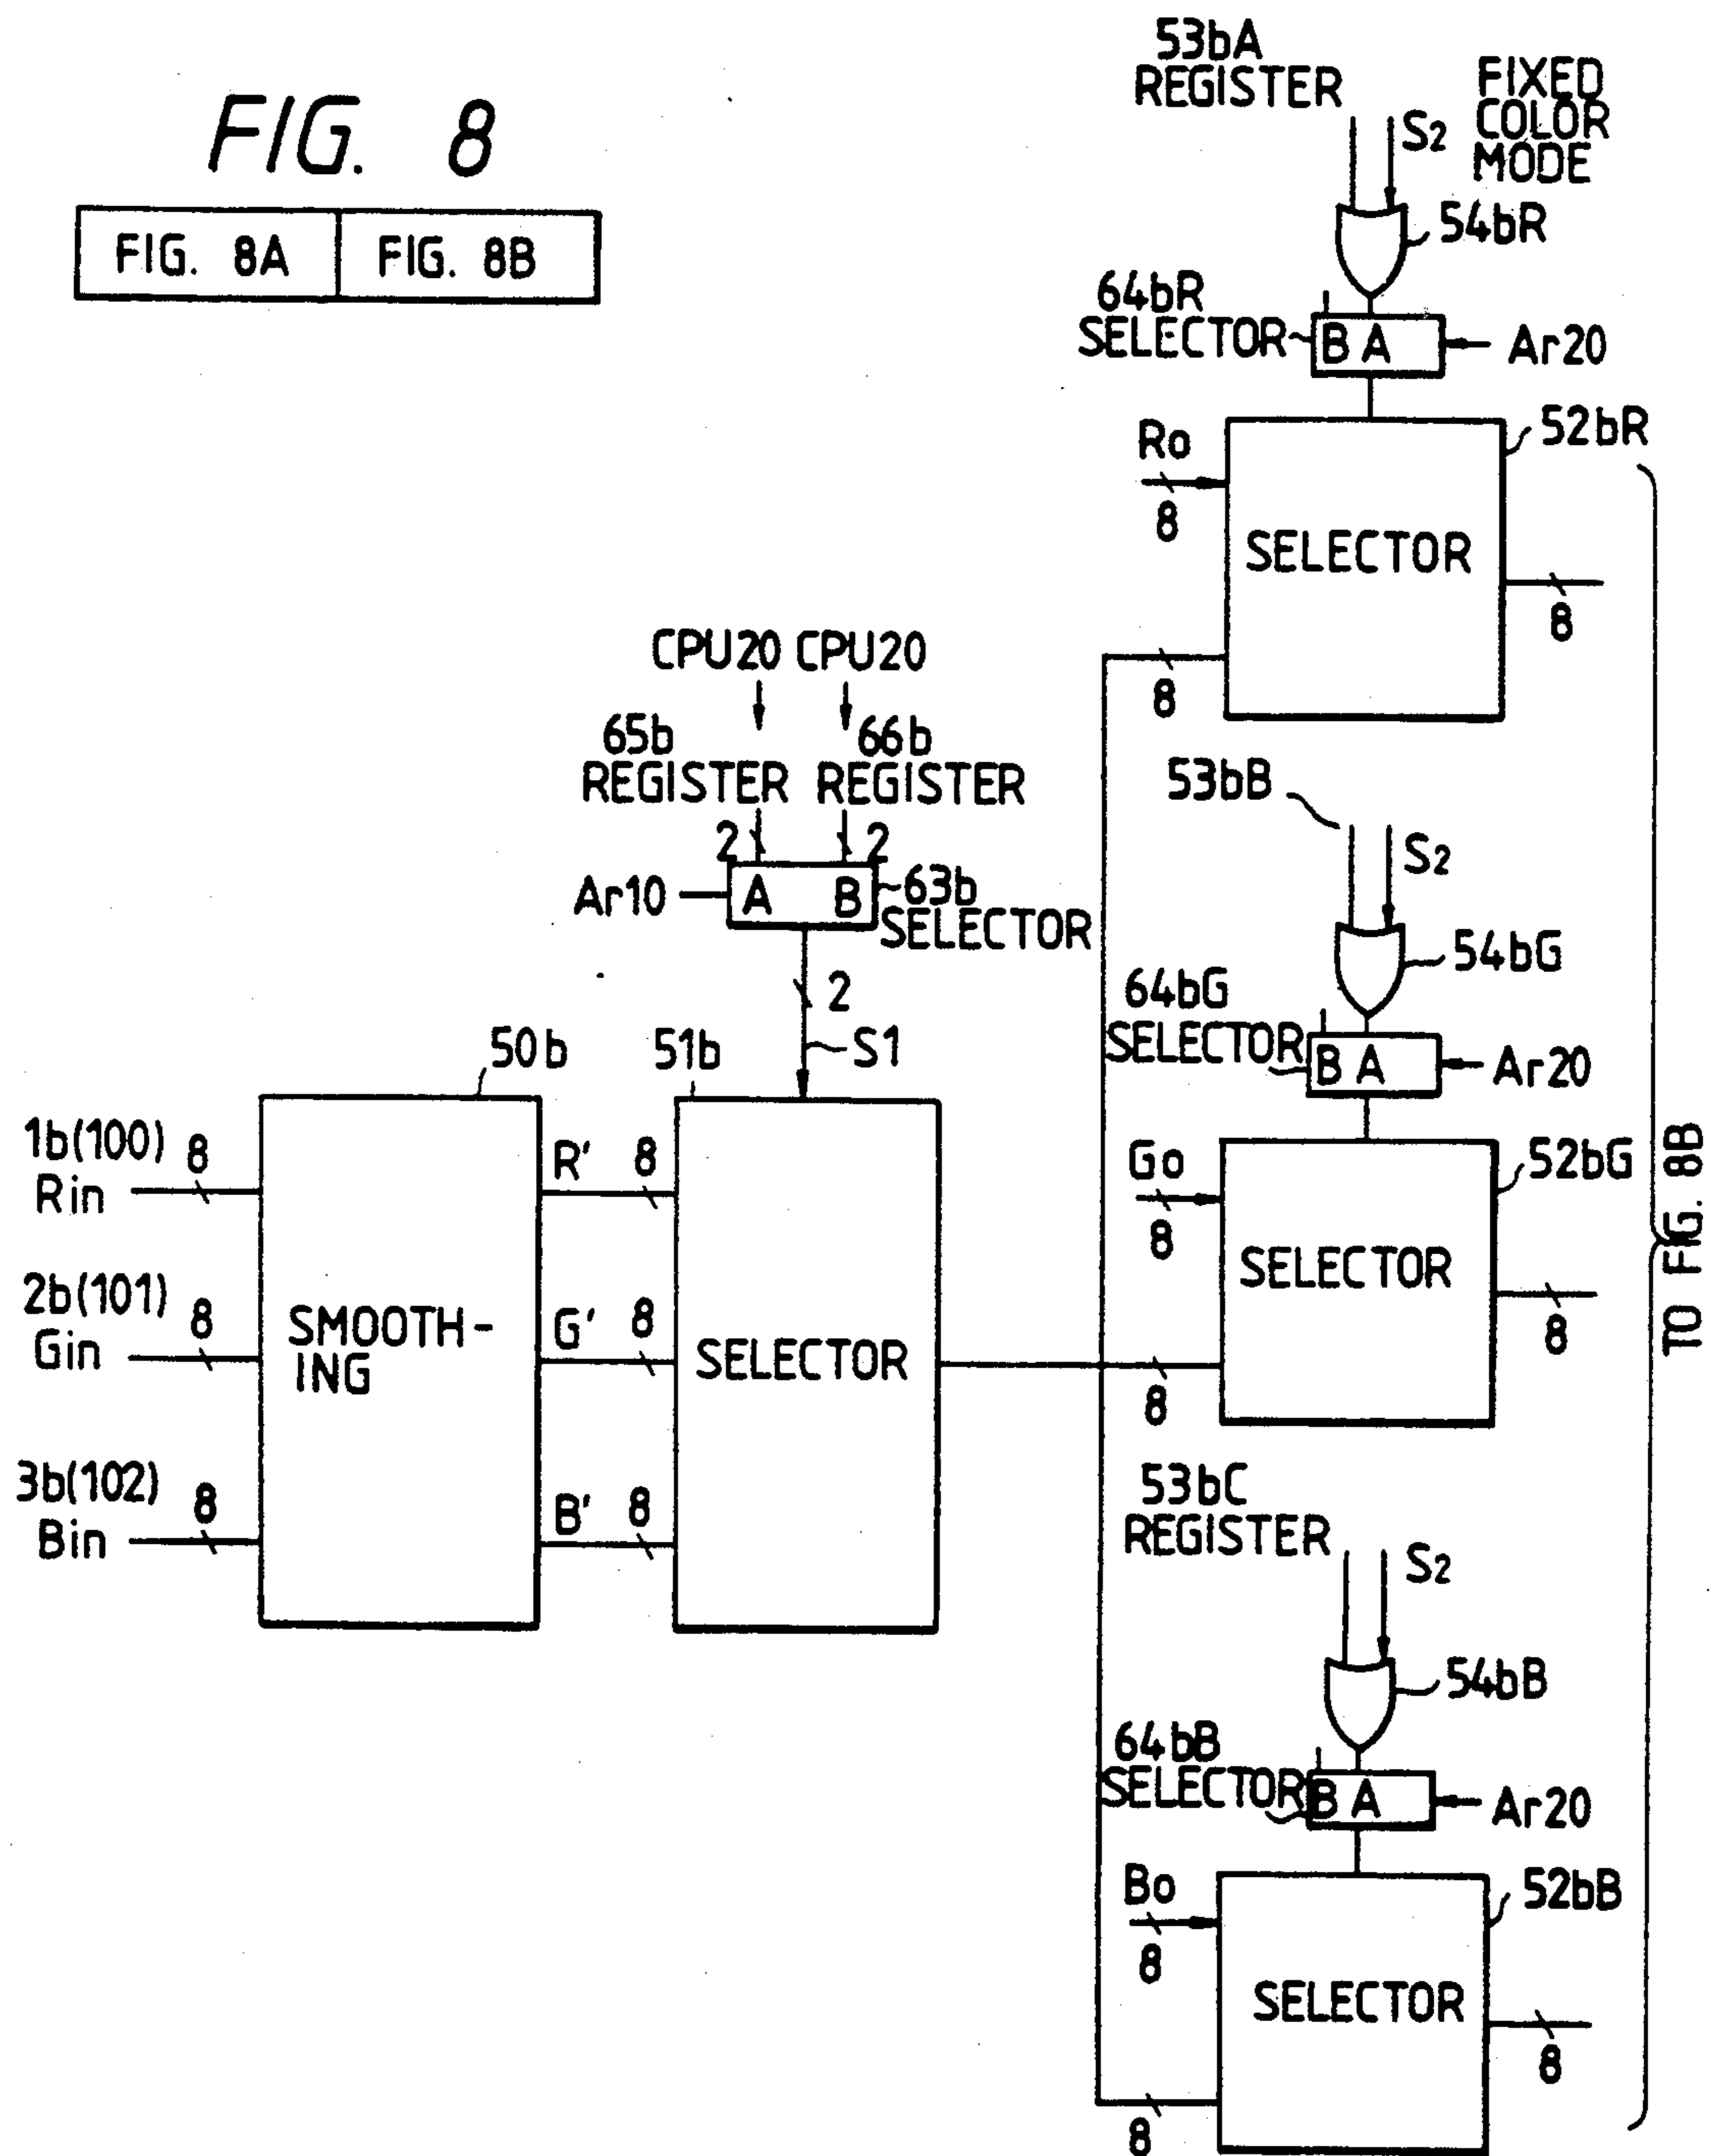 FIG. 8
FIG. 8A FIG. 8B
53bA
REGISTER
S2
FIXED
COLOR
MODE
54bR
64bR
SELECTOR
B A
Ar20
52bR
Ro
8
SELECTOR
8
8
CPU20 CPU20
65b
REGISTER
66b
REGISTER
2
2
Ar10
A B
63b
SELECTOR
2
S1
53bB
S2
54bG
64bG
SELECTOR
B A
Ar20
52bG
Go
8
SELECTOR
8
8
50b
51b
1b(100)
Rin
8
R' 8
2b(101)
Gin
8
SMOOTH-
ING
G' 8
SELECTOR
3b(102)
Bin
8
B' 8
53bC
REGISTER
S2
54bB
64bB
SELECTOR
B A
Ar20
52bB
Bo
8
SELECTOR
8
8
TO FIG. 8B